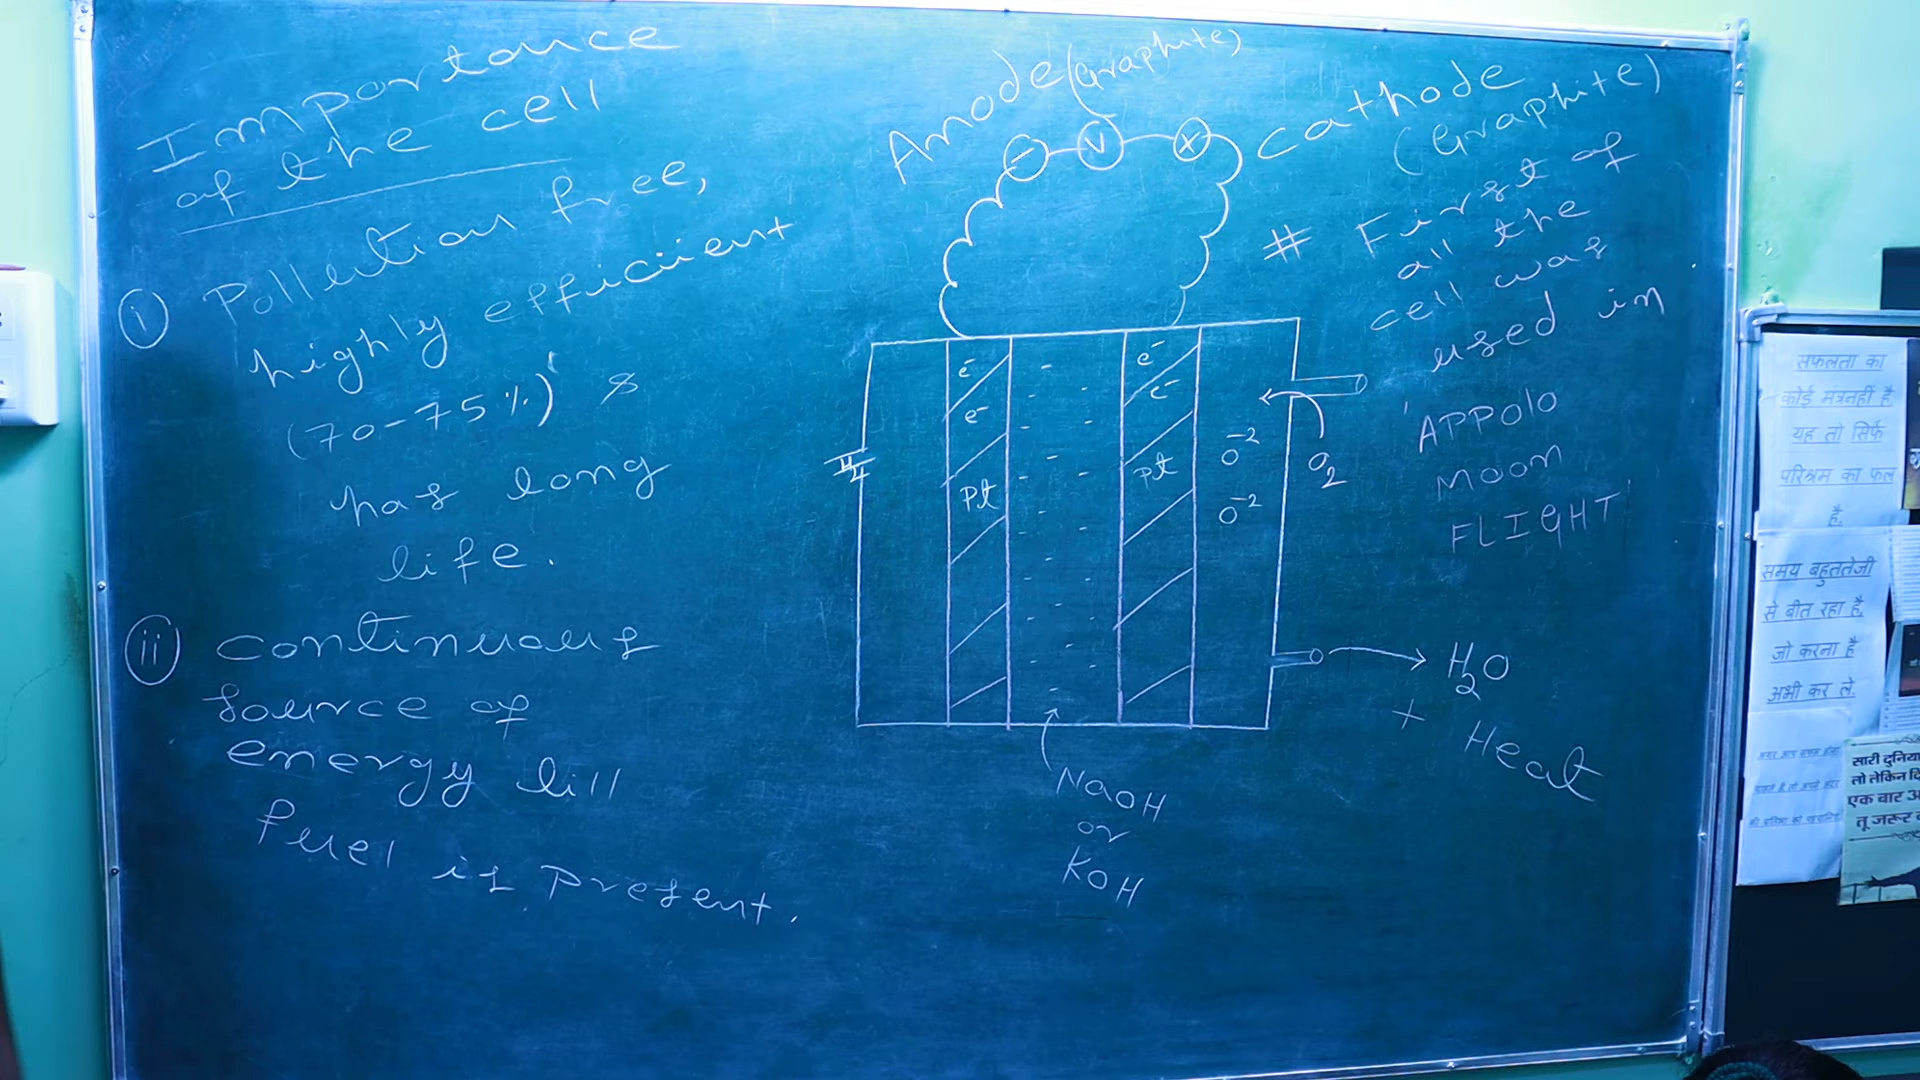 Importance
of the cell
i) Pollution free,
highly efficient
(70-75%) &
has long
life.
ii) Continuous
source of
energy till
fuel is present.
Anode (Graphite)
- V +
Cathode
(Graphite)
# First of
all the
cell was
used in
'APPOLO
MOON
FLIGHT'
e⁻
e⁻
Pt
e⁻
e⁻
Pt
O⁻²
O⁻²
O₂
H₂
H₂O
+ Heat
NaOH
or
KOH
सफलता का
कोई मंत्र नहीं है
यह तो सिर्फ
परिश्रम का फल
है.
समय बहुत तेजी
से बीत रहा है,
जो करना है
अभी कर ले.
सारी दुनिया
तो लेकिन
एक बार
तू जरूर